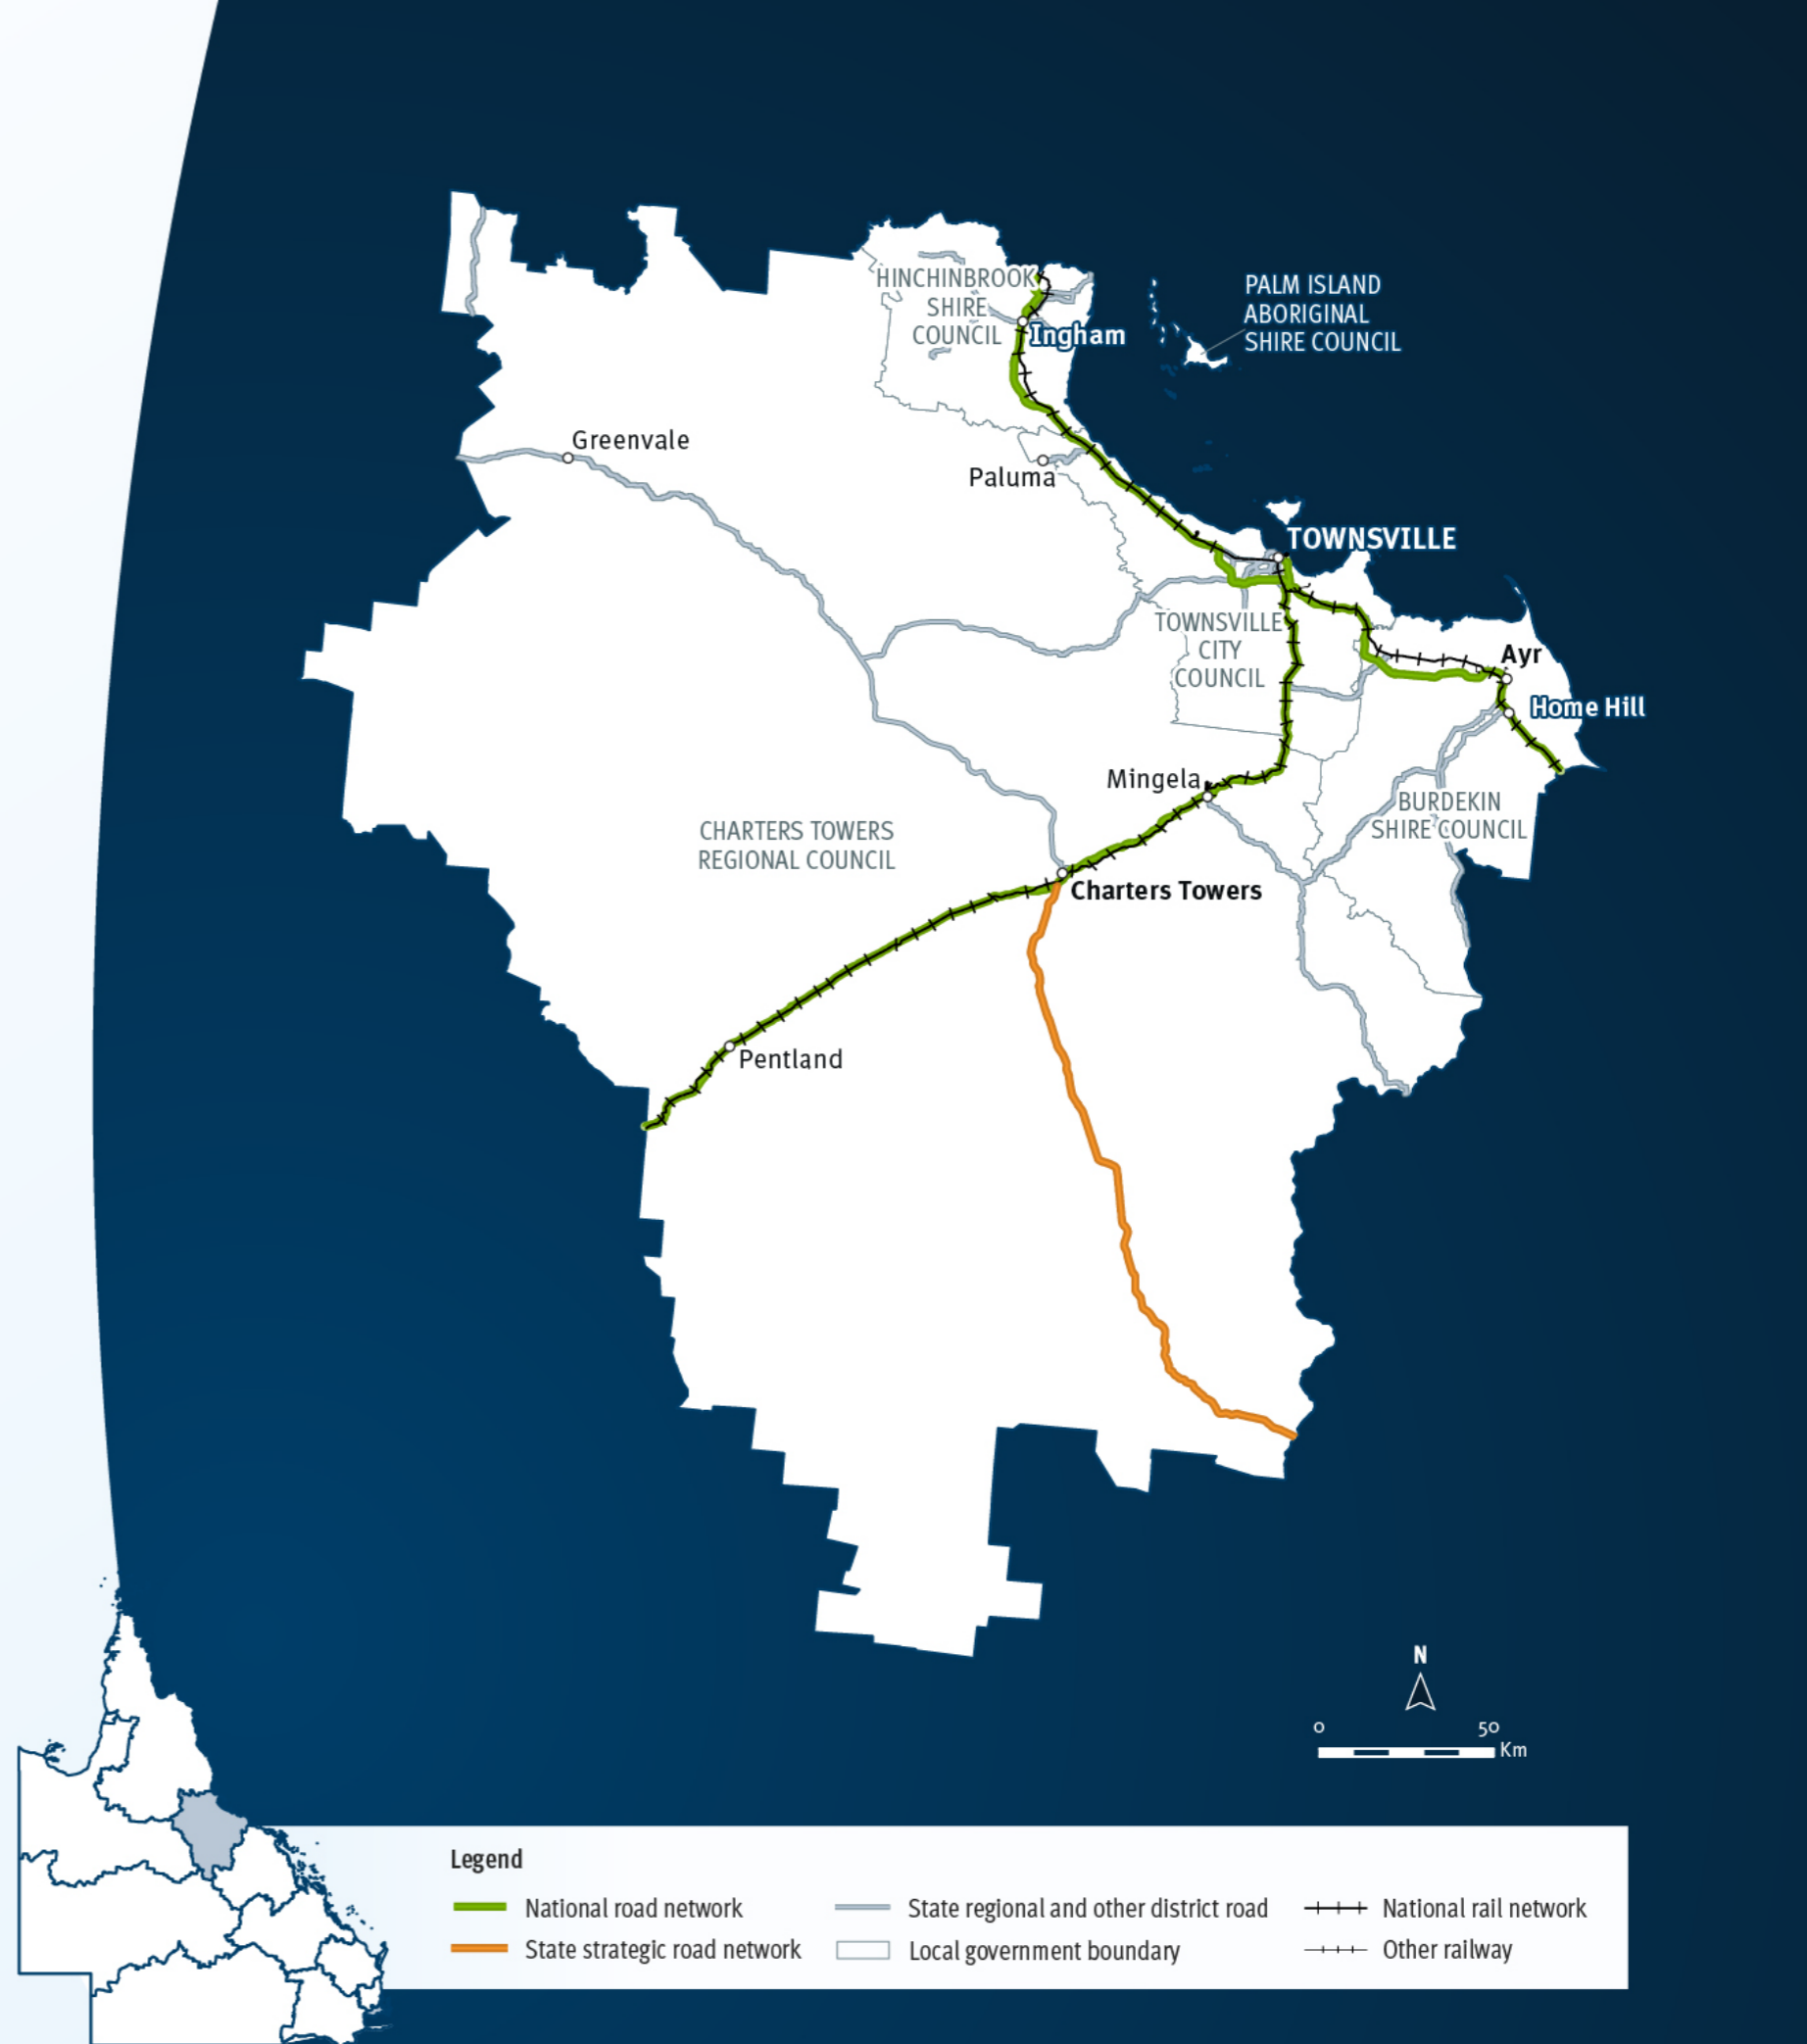 HINCHINBROOK
SHIRE
COUNCIL
Ingham
PALM ISLAND
ABORIGINAL
SHIRE COUNCIL
Greenvale
Paluma
TOWNSVILLE
TOWNSVILLE
CITY
COUNCIL
Ayr
Home Hill
Mingela
BURDEKIN
SHIRE COUNCIL
CHARTERS TOWERS
REGIONAL COUNCIL
Charters Towers
Pentland
N
0 50
Km
Legend
National road network
State regional and other district road
National rail network
State strategic road network
Local government boundary
Other railway